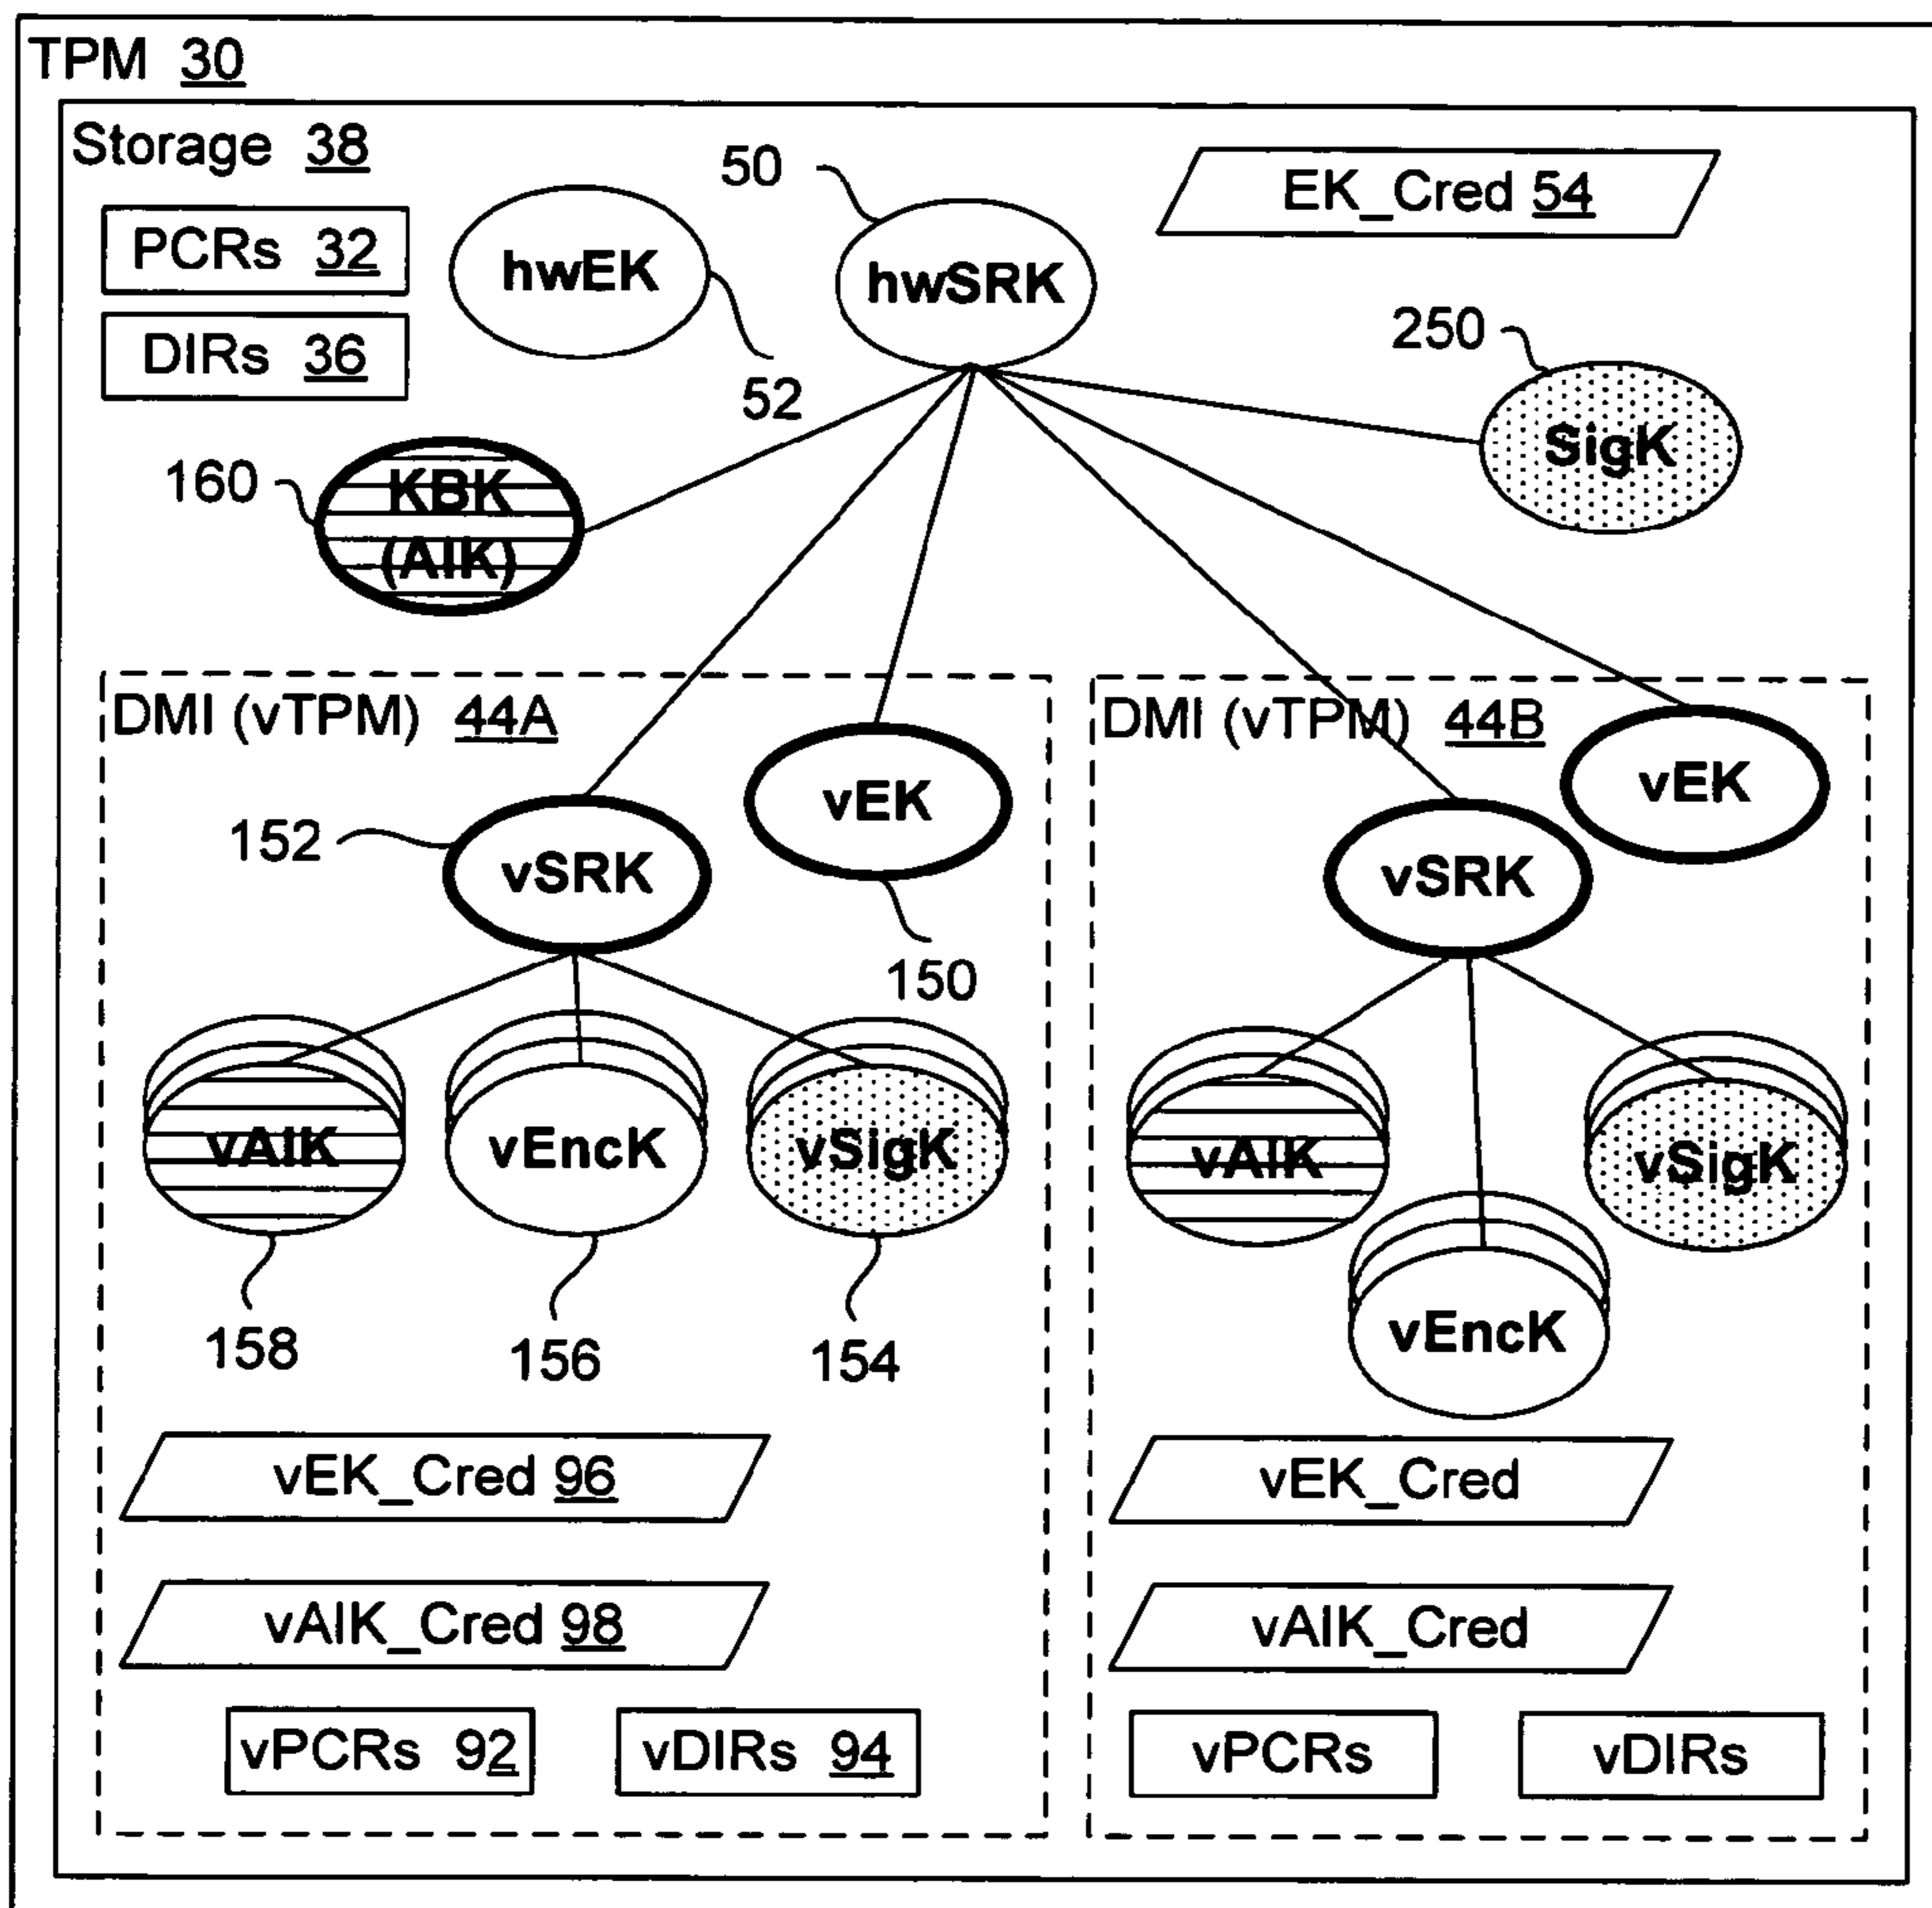 TPM 30
Storage 38
50
EK_Cred 54
PCRs 32
hwEK
hwSRK
DIRs 36
52
250
SigK
160
KBK
(AIK)
DMI (vTPM) 44A
DMI (vTPM) 44B
vEK
vEK
152
vSRK
vSRK
150
vAIK
vEncK
vSigK
vAIK
vSigK
vEncK
158
156
154
vEK_Cred 96
vEK_Cred
vAIK_Cred 98
vAIK_Cred
vPCRs 92
vDIRs 94
vPCRs
vDIRs